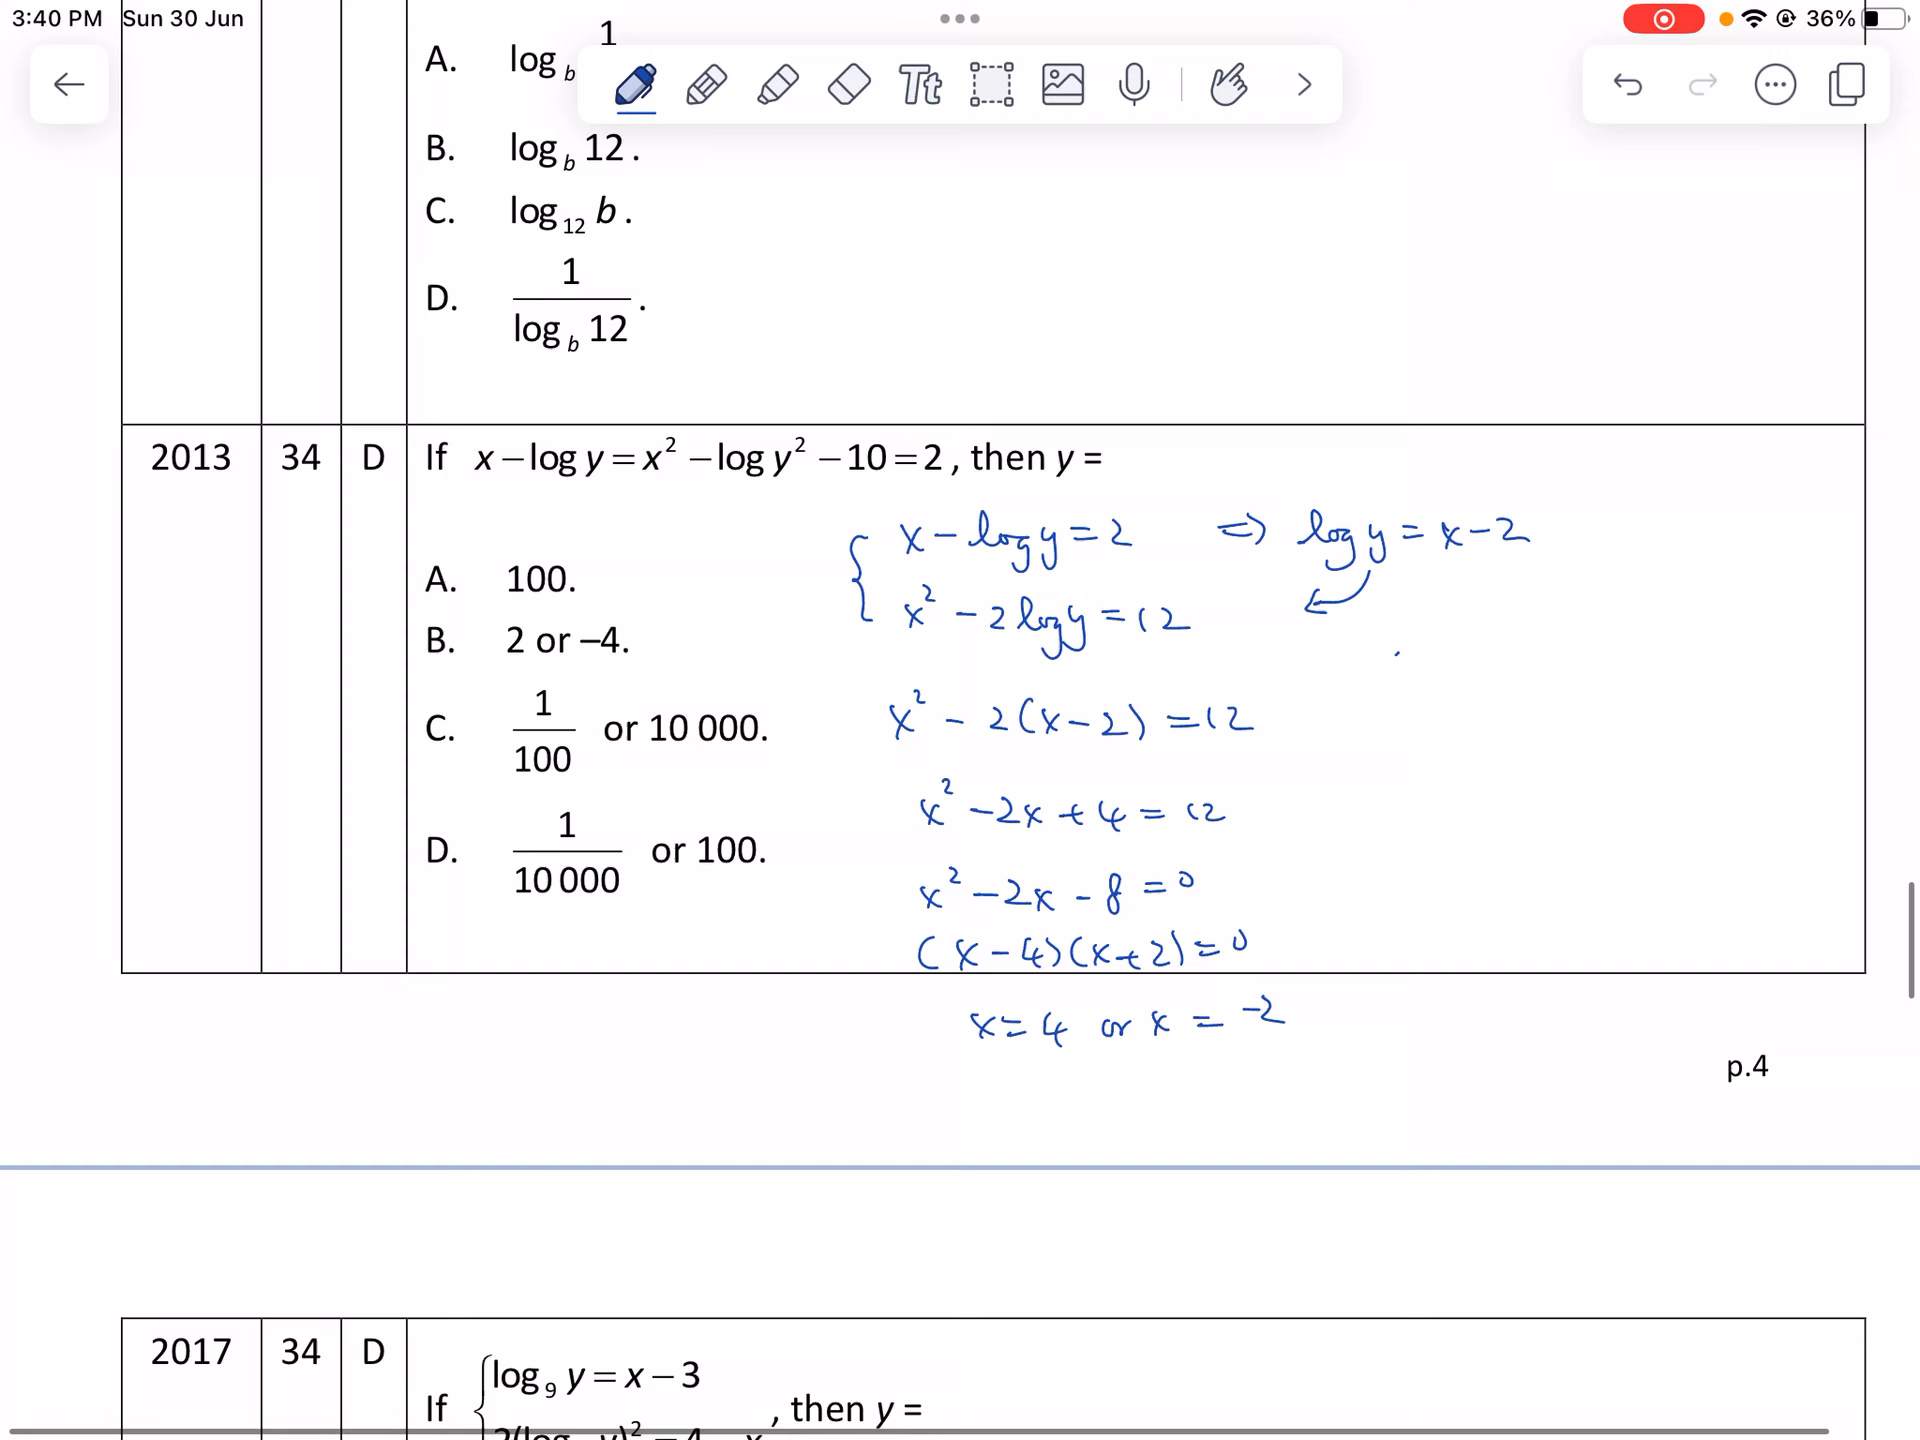 3:40 PM Sun 30 Jun
36%
A. log b 1
Tt
B. log b 12 .
C. log 12 b .
D. 1
log b 12 .
2013 34 D If x − log y = x² − log y² − 10 = 2 , then y =
x − log y = 2 ⇒ log y = x − 2
A. 100.
x² − 2 log y = 12
B. 2 or –4.
C. 1/100 or 10 000.
x² − 2(x − 2) = 12
x² − 2x + 4 = 12
D. 1/10 000 or 100.
x² − 2x − 8 = 0
(x − 4)(x + 2) = 0
x = 4 or x = −2
p.4
2017 34 D
log 9 y = x − 3
If , then y =